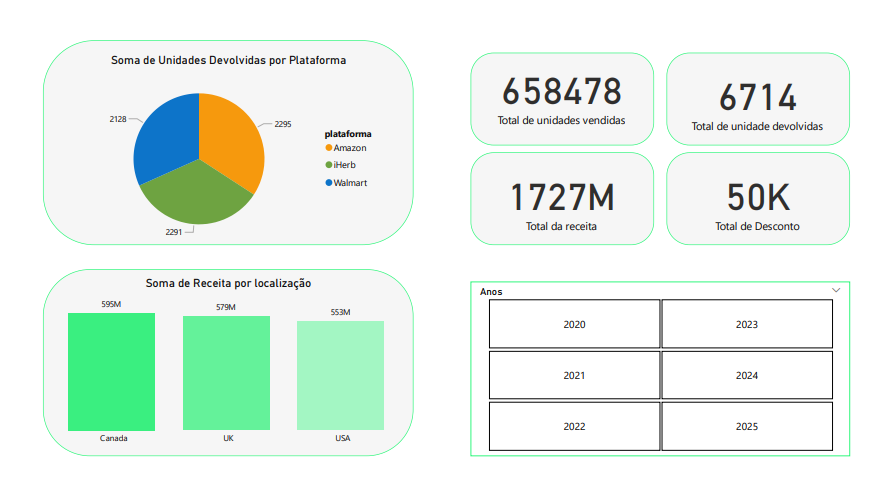 Soma de Unidades Devolvidas por Plataforma
2128
2295
2291
plataforma
Amazon
iHerb
Walmart
658478
Total de unidades vendidas
6714
Total de unidade devolvidas
1727M
Total da receita
50K
Total de Desconto
Soma de Receita por localização
595M
579M
553M
Canada
UK
USA
Anos
2020
2023
2021
2024
2022
2025